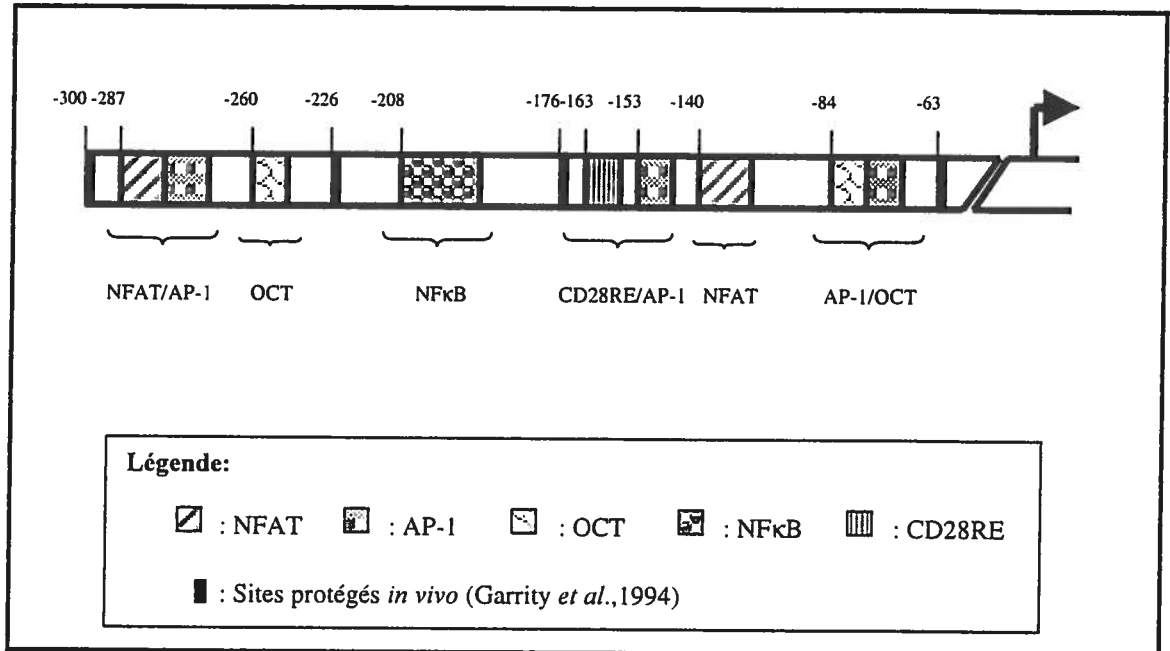 -300 -287 -260 -226 -208 -176 -163 -153 -140 -84 -63
NFAT/AP-1 OCT NFκB CD28RE/AP-1 NFAT AP-1/OCT
Légende:
: NFAT : AP-1 : OCT : NFκB : CD28RE
: Sites protégés in vivo (Garrity et al.,1994)